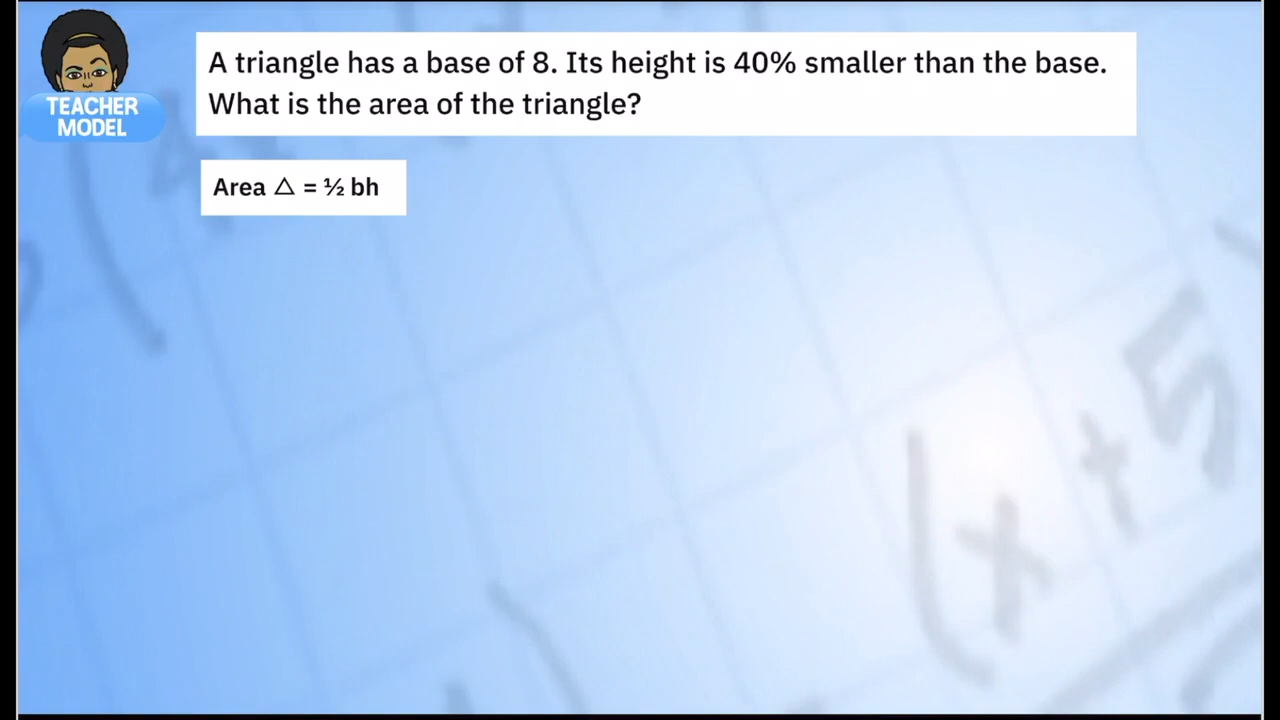 TEACHER
MODEL
A triangle has a base of 8. Its height is 40% smaller than the base.
What is the area of the triangle?
Area △ = ½ bh
(x + 5)